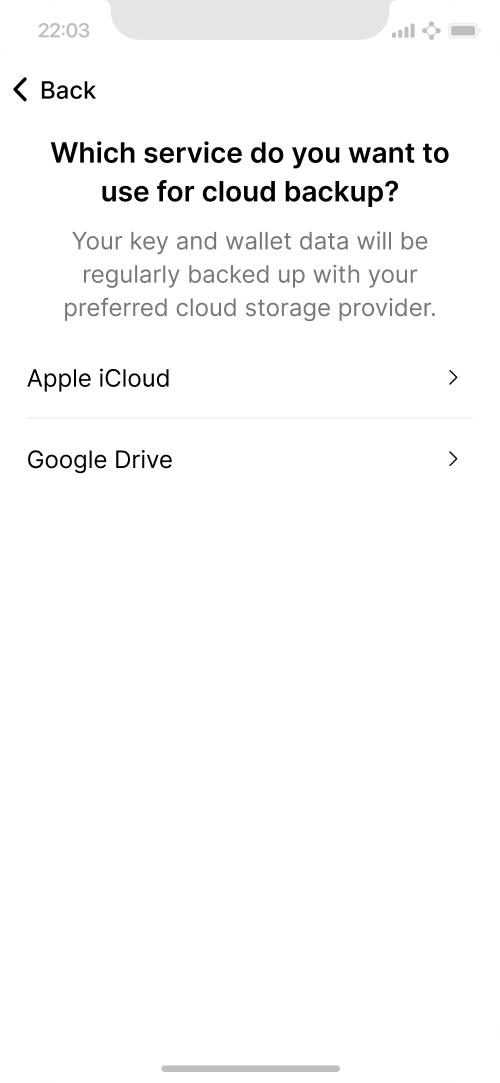 22:03
Back
Which service do you want to
use for cloud backup?
Your key and wallet data will be
regularly backed up with your
preferred cloud storage provider.
Apple iCloud
Google Drive